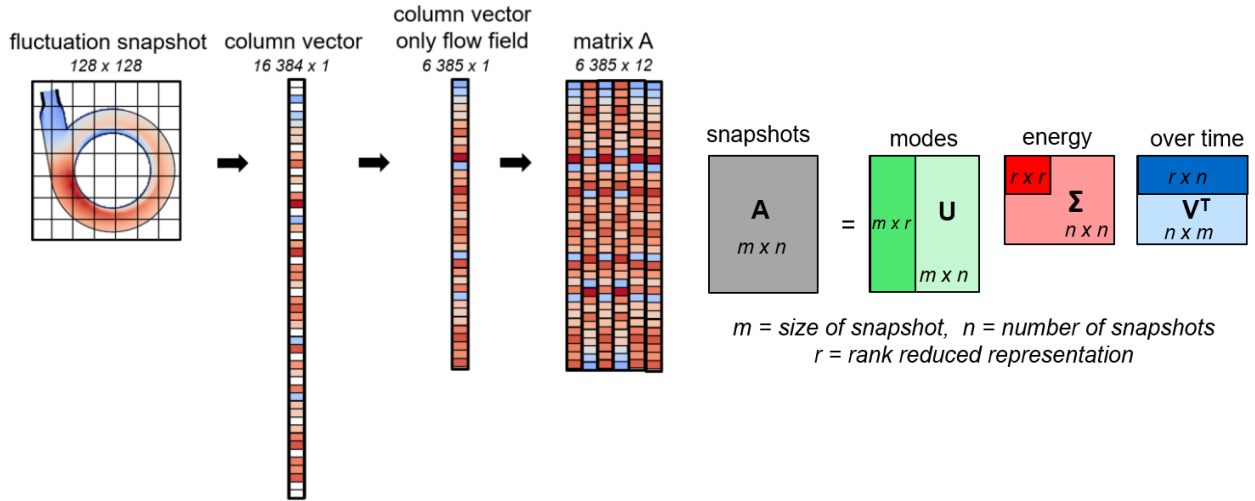 fluctuation snapshot
128 x 128
column vector
16 384 x 1
column vector
only flow field
6 385 x 1
matrix A
6 385 x 12
snapshots
A
m x n
=
modes
m x r
U
m x n
energy
r x r
Σ
n x n
over time
r x n
Vᵀ
n x m
m = size of snapshot, n = number of snapshots
r = rank reduced representation